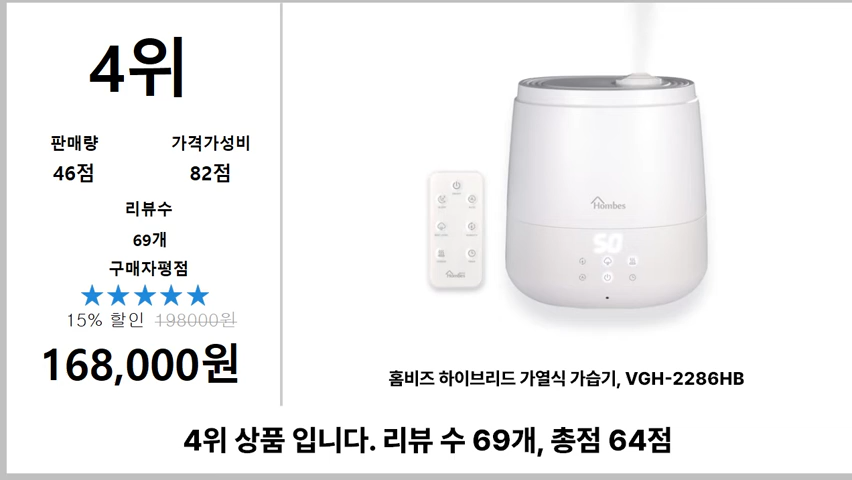 4위
판매량 가격가성비
46점 82점
리뷰수
69개
구매자평점
15% 할인 198000원
168,000원
Hombes
50
Hombes
홈비즈 하이브리드 가열식 가습기, VGH-2286HB
4위 상품 입니다. 리뷰 수 69개, 총점 64점